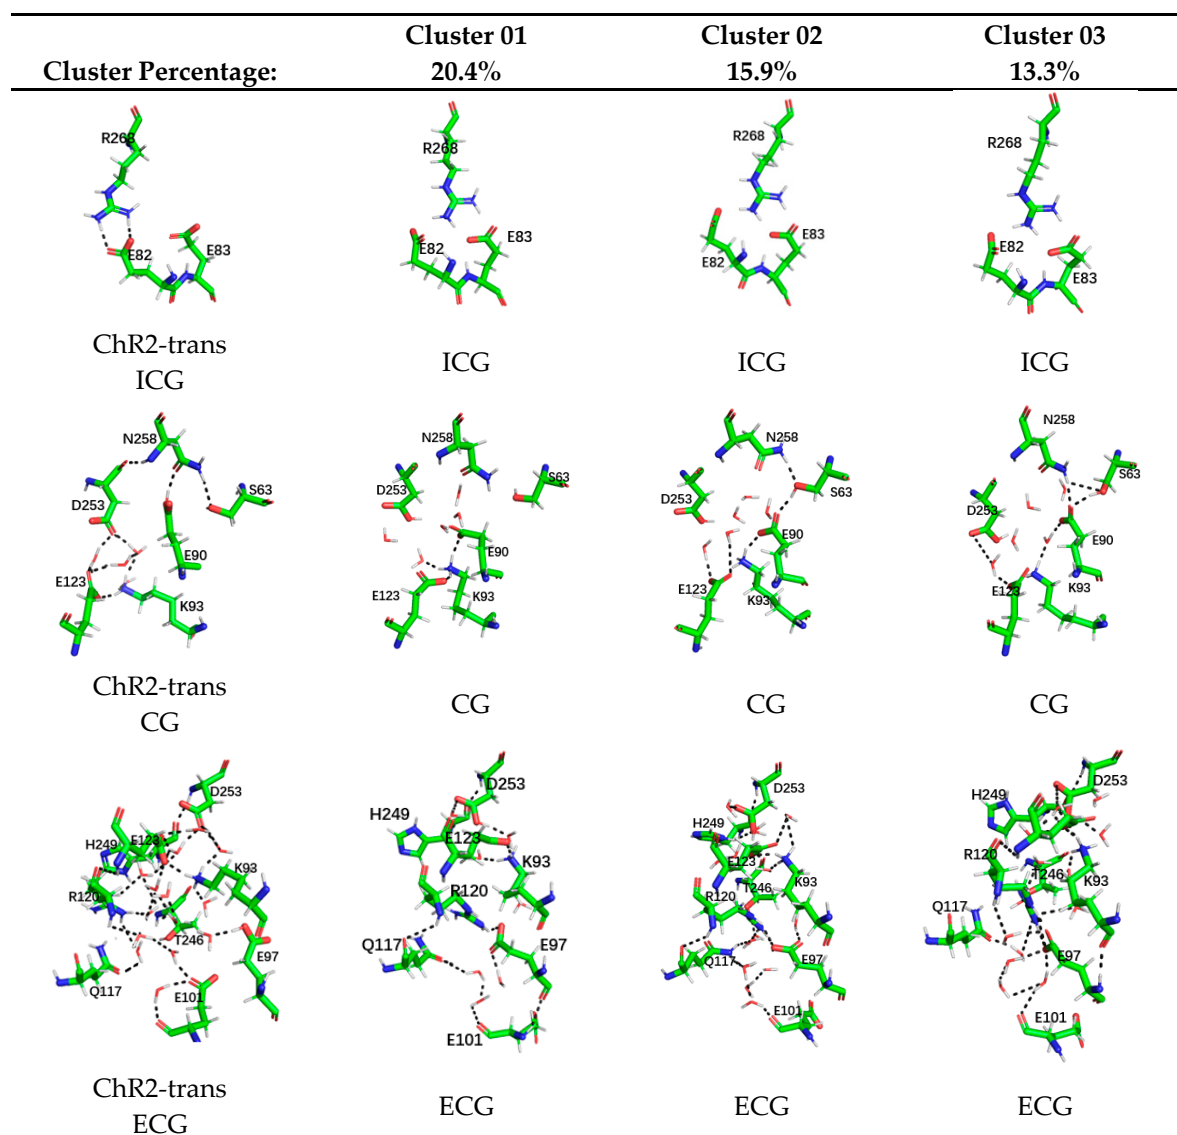 Cluster 01 Cluster 02 Cluster 03
Cluster Percentage: 20.4% 15.9% 13.3%
R268 R268 R268 R268
E82 E83 E82 E83 E82 E83 E82 E83
ChR2-trans
ICG ICG ICG ICG
N258 N258 N258 N258
D253 S63 D253 S63 D253 S63 D253 S63
E90 E90 E90 E90
E123 K93 E123 K93 E123 K93 E123 K93
ChR2-trans
CG CG CG CG
D253 D253 D253 D253
H249 E123 H249 E123 H249 E123 H249
K93 K93 K93 K93
R120 R120 R120 R120
T246 T246 T246
Q117 E97 Q117 E97 Q117 E97 Q117 E97
E101 E101 E101 E101
ChR2-trans
ECG ECG ECG ECG